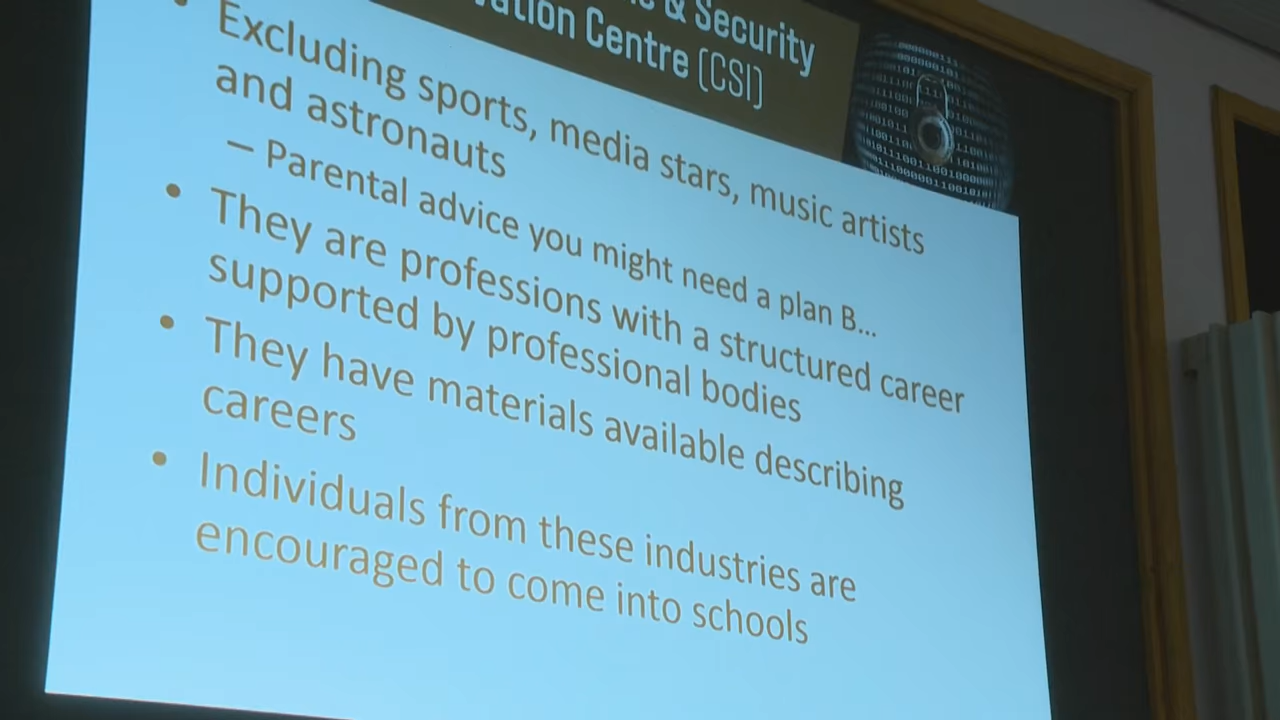 & Security
Centre (CSI)
• Excluding sports, media stars, music artists
and astronauts
– Parental advice you might need a plan B...
• They are professions with a structured career
supported by professional bodies
• They have materials available describing
careers
• Individuals from these industries are
encouraged to come into schools